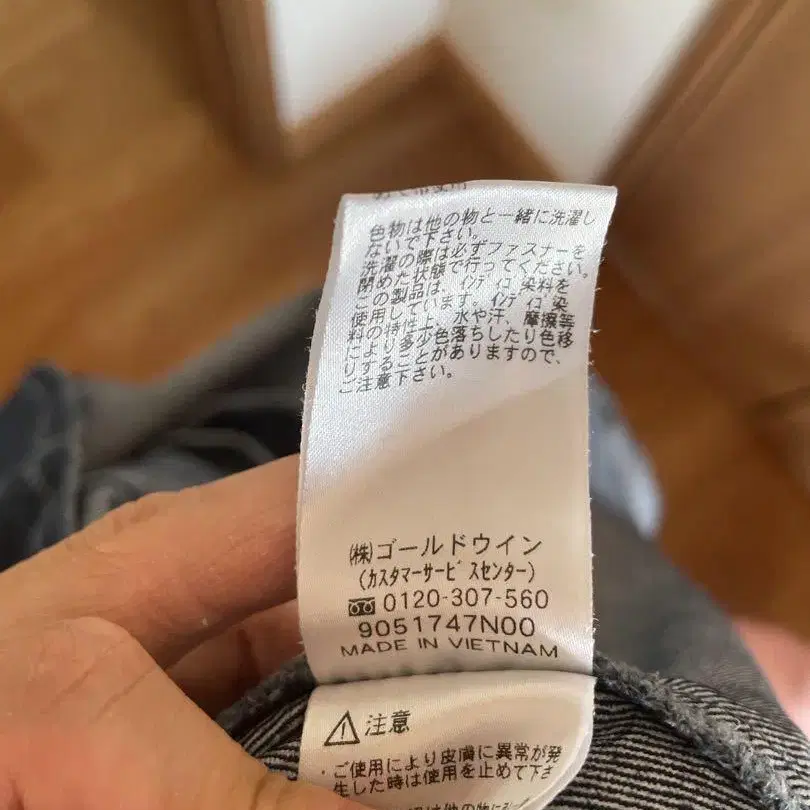 色物は他の物と一緒に洗濯し
ないで下さい。
洗濯の際は必ずファスナーを
閉めた状態で行ってください。
この製品は、ｲﾝﾃﾞｨｺﾞ染料を
使用しています。ｲﾝﾃﾞｨｺﾞ染
料の特性上、水や汗、摩擦等
により多少色落ちしたり色移
りすることがありますので、
ご注意下さい。
㈱ゴールドウイン
(ｶｽﾀﾏｰｻｰﾋﾞｽｾﾝﾀｰ)
0120-307-560
9051747N00
MADE IN VIETNAM
注意
・ご使用により皮膚に異常が発
生した時は使用を止めて下さ